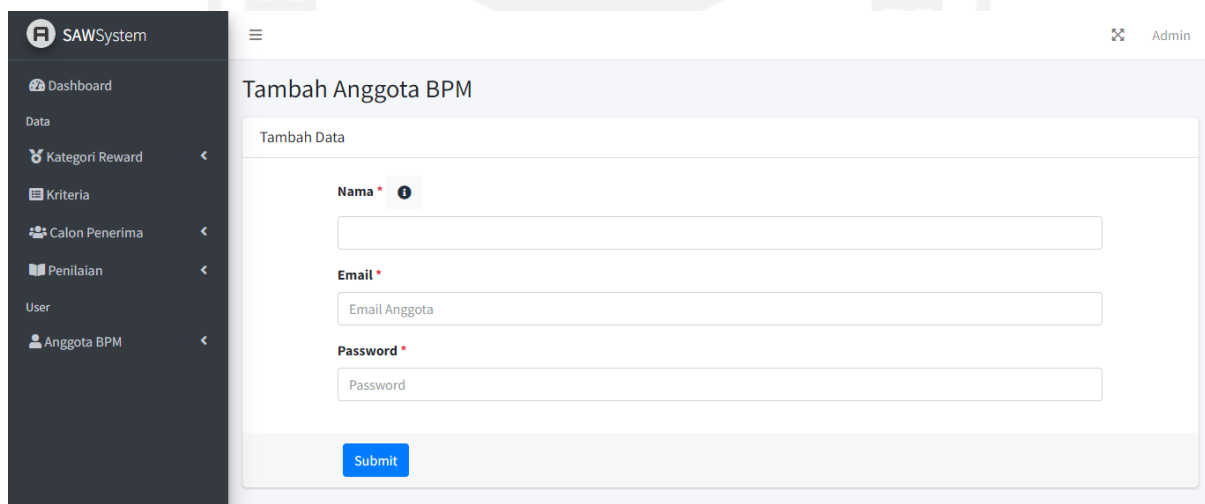 SAWSystem
Admin
Dashboard
Data
Kategori Reward
Kriteria
Calon Penerima
Penilaian
User
Anggota BPM
Tambah Anggota BPM
Tambah Data
Nama *
Email *
Email Anggota
Password *
Password
Submit